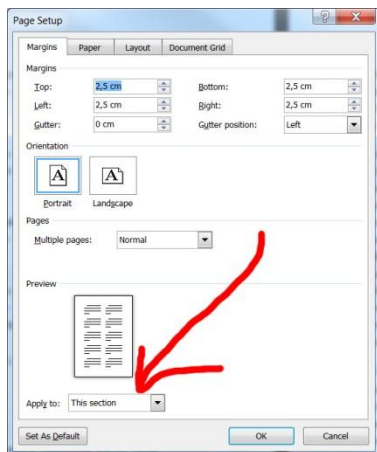 Page Setup
Margins Paper Layout Document Grid
Margins
Top: 2,5 cm Bottom: 2,5 cm
Left: 2,5 cm Right: 2,5 cm
Gutter: 0 cm Gutter position: Left
Orientation
A A
Portrait Landscape
Pages
Multiple pages: Normal
Preview
Apply to: This section
Set As Default OK Cancel